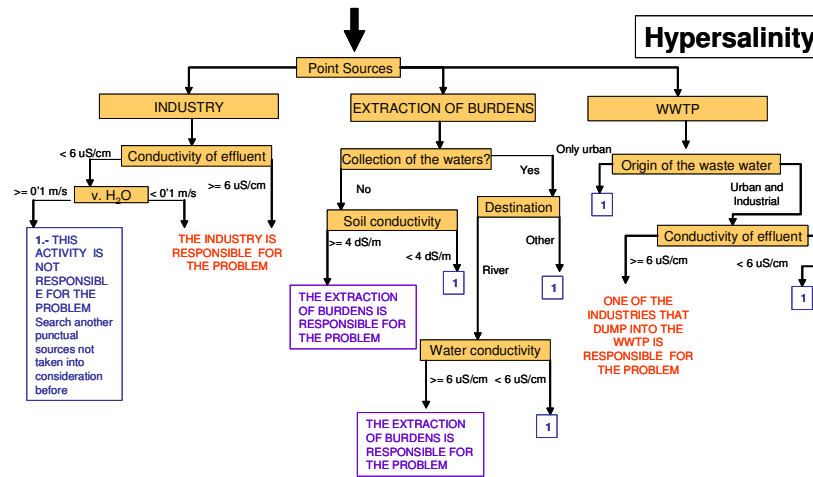 Hypersalinity
Point Sources
INDUSTRY
EXTRACTION OF BURDENS
WWTP
< 6 uS/cm
Conductivity of effluent
>= 6 uS/cm
>= 0'1 m/s
v. H2O
< 0'1 m/s
1.- THIS
ACTIVITY IS
NOT
RESPONSIBL
E FOR THE
PROBLEM
Search another
punctual
sources not
taken into
consideration
before
THE INDUSTRY IS
RESPONSIBLE FOR
THE PROBLEM
Collection of the waters?
No
Yes
Soil conductivity
>= 4 dS/m
< 4 dS/m
THE EXTRACTION
OF BURDENS IS
RESPONSIBLE FOR
THE PROBLEM
1
Destination
River
Other
1
Water conductivity
>= 6 uS/cm
< 6 uS/cm
THE EXTRACTION
OF BURDENS IS
RESPONSIBLE FOR
THE PROBLEM
1
Only urban
Origin of the waste water
1
Urban and
Industrial
Conductivity of effluent
>= 6 uS/cm
< 6 uS/cm
ONE OF THE
INDUSTRIES THAT
DUMP INTO THE
WWTP IS
RESPONSIBLE FOR
THE PROBLEM
1